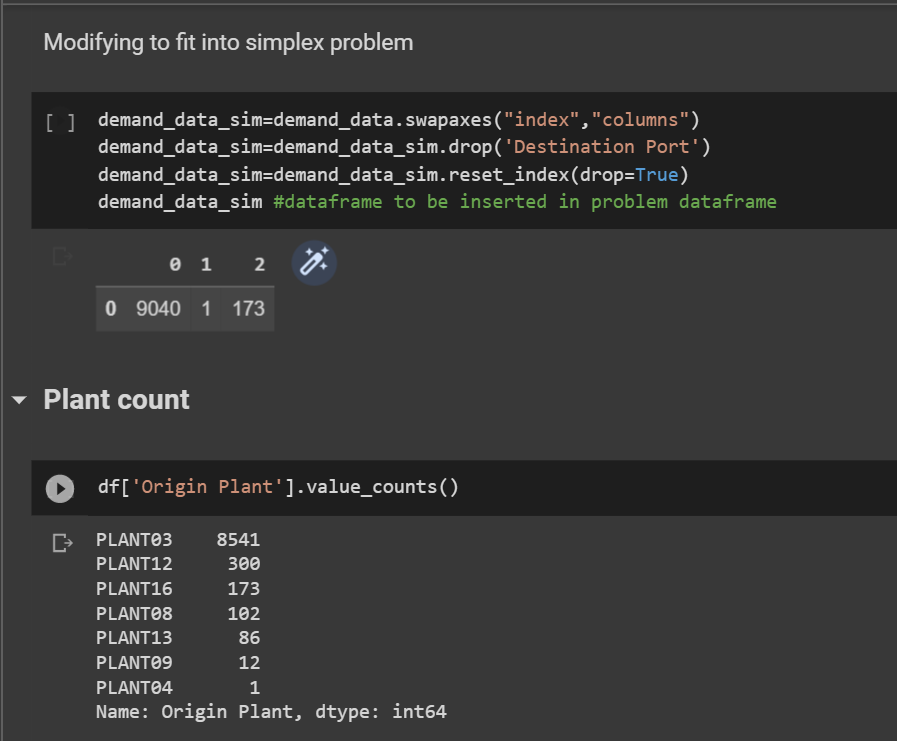 Modifying to fit into simplex problem
[ ] demand_data_sim=demand_data.swapaxes("index","columns")
demand_data_sim=demand_data_sim.drop('Destination Port')
demand_data_sim=demand_data_sim.reset_index(drop=True)
demand_data_sim #dataframe to be inserted in problem dataframe
0 1 2
0 9040 1 173
Plant count
df['Origin Plant'].value_counts()
PLANT03 8541
PLANT12 300
PLANT16 173
PLANT08 102
PLANT13 86
PLANT09 12
PLANT04 1
Name: Origin Plant, dtype: int64